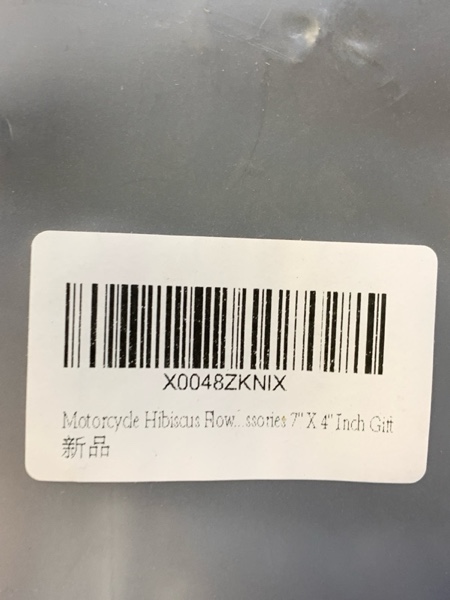 X0048ZKNIX
Motorcycle Hibiscus Flow...ssories 7" X 4" Inch Gift
新品